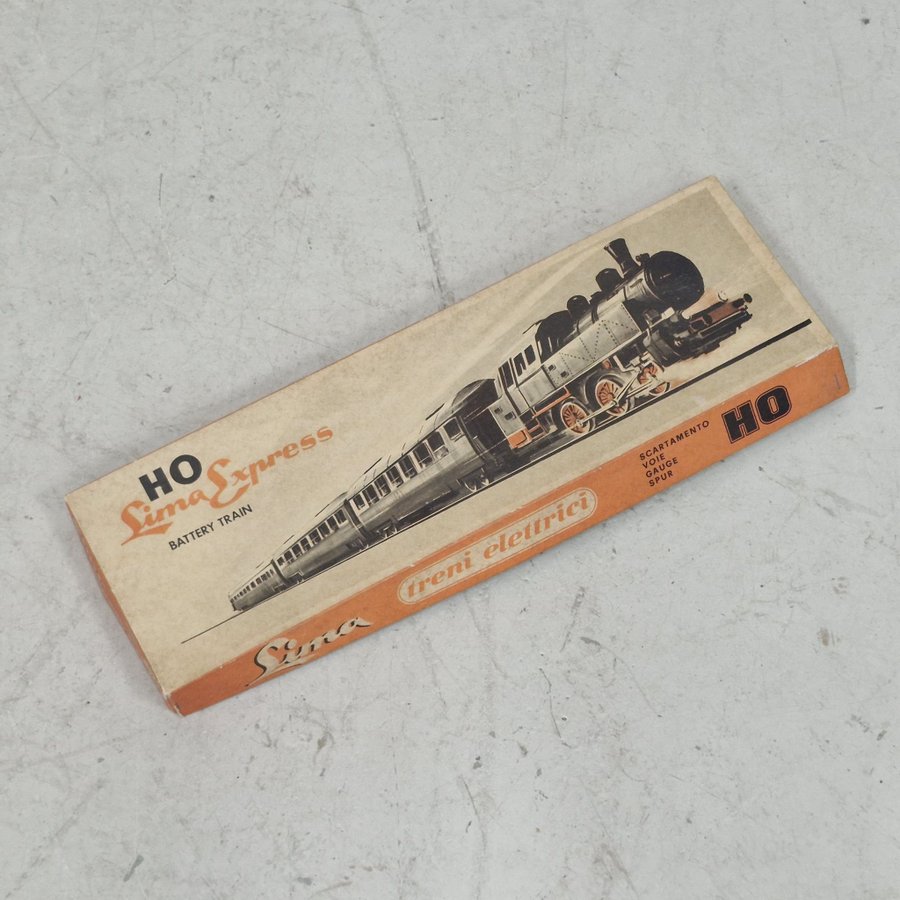 HO
Lima Express
BATTERY TRAIN
Lima
treni elettrici
SCARTAMENTO
VOIE
GAUGE
SPUR
HO